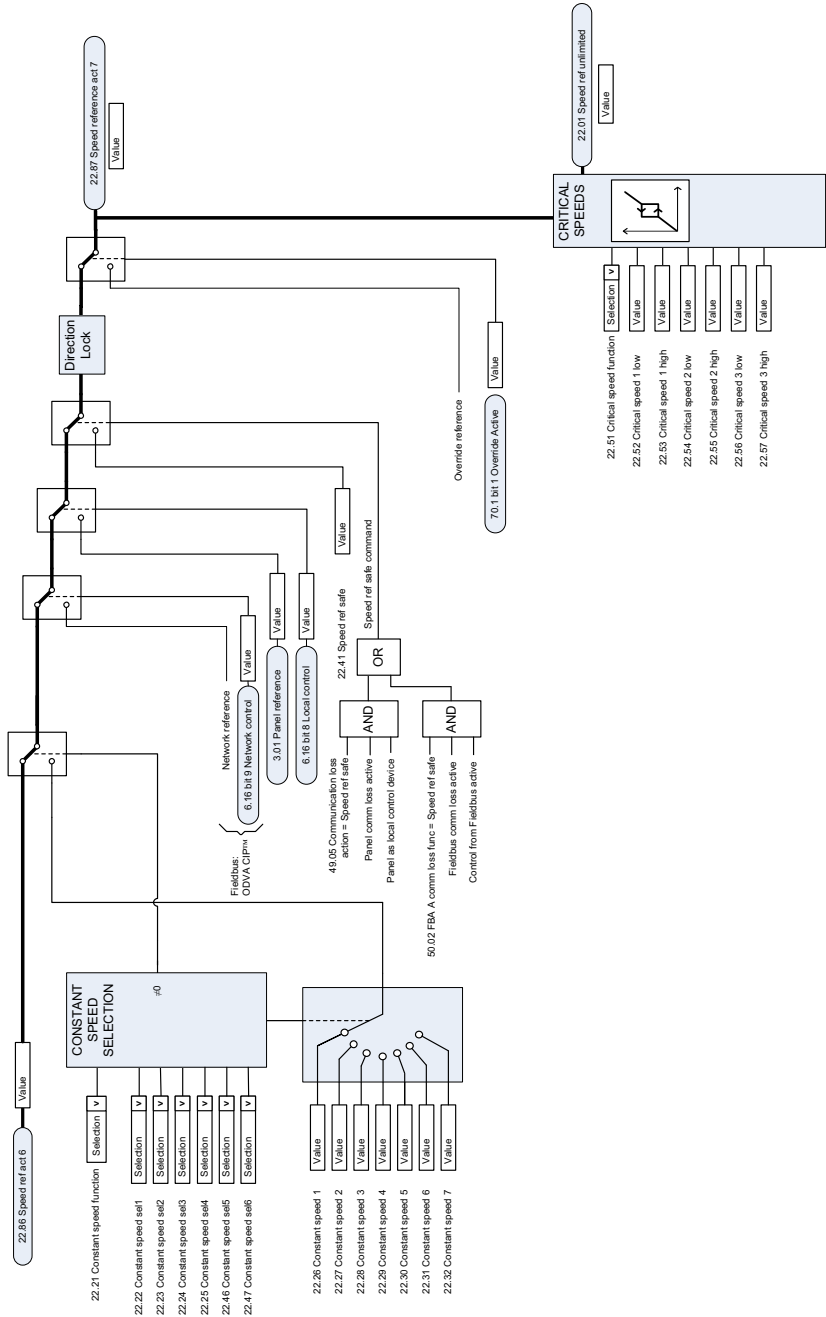 22.86 Speed ref act 6
Value
22.21 Constant speed function
Selection
v
CONSTANT
SPEED
SELECTION
≠0
22.22 Constant speed sel1
Selection
v
22.23 Constant speed sel2
Selection
v
22.24 Constant speed sel3
Selection
v
22.25 Constant speed sel4
Selection
v
22.46 Constant speed sel5
Selection
v
22.47 Constant speed sel6
Selection
v
22.26 Constant speed 1
Value
22.27 Constant speed 2
Value
22.28 Constant speed 3
Value
22.29 Constant speed 4
Value
22.30 Constant speed 5
Value
22.31 Constant speed 6
Value
22.32 Constant speed 7
Value
Network reference
Fieldbus:
ODVA CIP™
6.16 bit 9 Network control
Value
3.01 Panel reference
Value
6.16 bit 8 Local control
Value
22.41 Speed ref safe
Value
49.05 Communication loss
action = Speed ref safe
Panel comm loss active
Panel as local control device
AND
OR
Speed ref safe command
50.02 FBA A comm loss func = Speed ref safe
Fieldbus comm loss active
Control from Fieldbus active
AND
Direction
Lock
Override reference
70.1 bit 1 Override Active
Value
22.87 Speed reference act 7
Value
22.51 Critical speed function
Selection
v
22.52 Critical speed 1 low
Value
22.53 Critical speed 1 high
Value
22.54 Critical speed 2 low
Value
22.55 Critical speed 2 high
Value
22.56 Critical speed 3 low
Value
22.57 Critical speed 3 high
Value
CRITICAL
SPEEDS
22.01 Speed ref unlimited
Value